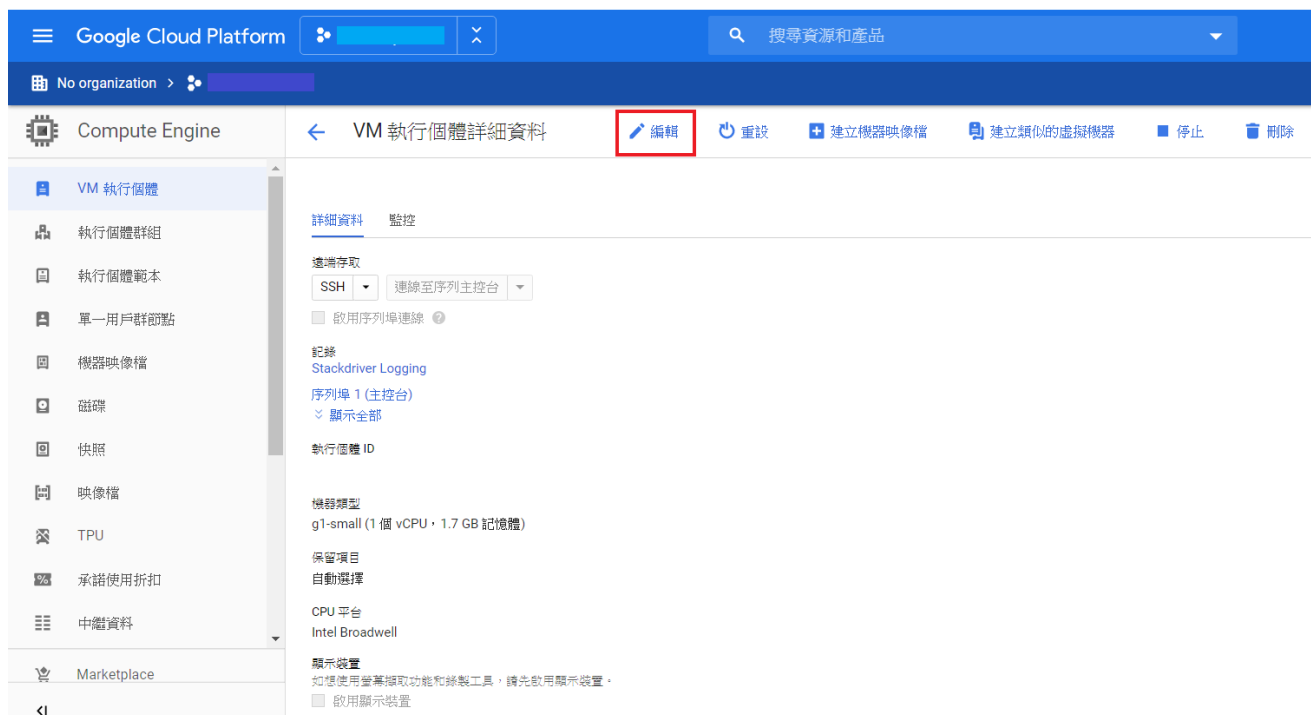 Google Cloud Platform
搜尋資源和產品
No organization >
Compute Engine
VM 執行個體詳細資料
編輯
重設
建立機器映像檔
建立類似的虛擬機器
停止
刪除
VM 執行個體
執行個體群組
執行個體範本
單一用戶群節點
機器映像檔
磁碟
快照
映像檔
TPU
承諾使用折扣
中繼資料
Marketplace
詳細資料
監控
遠端存取
SSH
連線至序列主控台
啟用序列埠連線
記錄
Stackdriver Logging
序列埠 1 (主控台)
顯示全部
執行個體 ID
機器類型
g1-small (1 個 vCPU,1.7 GB 記憶體)
保留項目
自動選擇
CPU 平台
Intel Broadwell
顯示裝置
如想使用螢幕擷取功能和錄製工具,請先啟用顯示裝置。
啟用顯示裝置